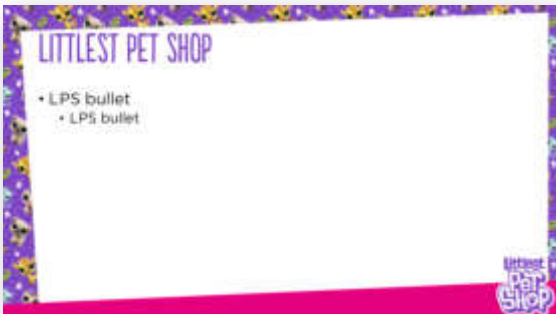 LITTLEST PET SHOP
• LPS bullet
• LPS bullet
Littlest
PET
SHOP